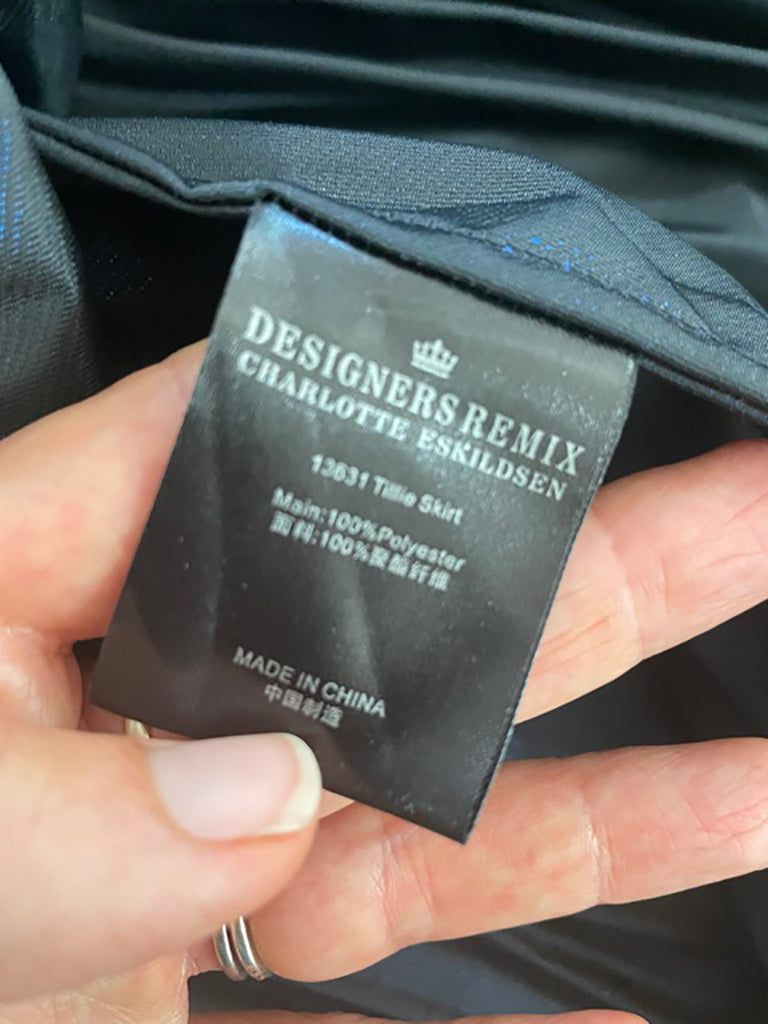 DESIGNERS REMIX
CHARLOTTE ESKILDSEN
13631 Tillie Skirt
Main:100%Polyester
面料:100%聚酯纤维
MADE IN CHINA
中国制造